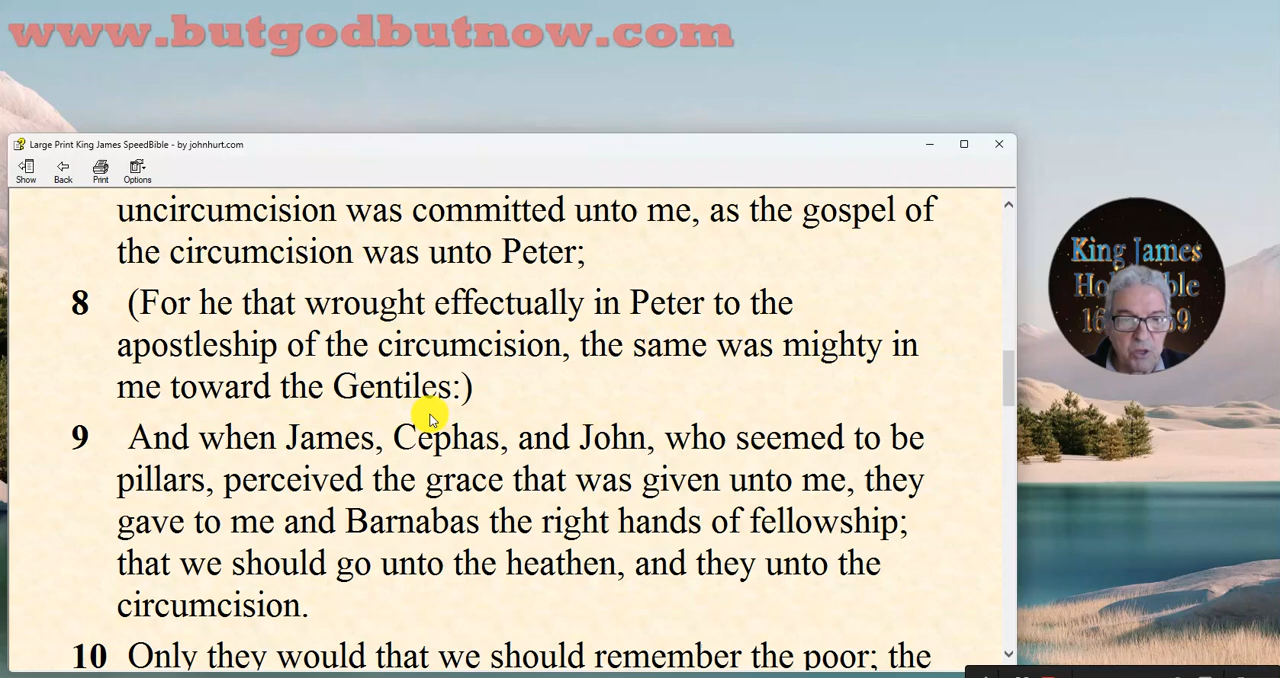 www.butgodbutnow.com
Large Print King James SpeedBible - by johnhurt.com
Show Back Print Options
uncircumcision was committed unto me, as the gospel of
the circumcision was unto Peter;
8 (For he that wrought effectually in Peter to the
apostleship of the circumcision, the same was mighty in
me toward the Gentiles:)
9 And when James, Cephas, and John, who seemed to be
pillars, perceived the grace that was given unto me, they
gave to me and Barnabas the right hands of fellowship;
that we should go unto the heathen, and they unto the
circumcision.
10 Only they would that we should remember the poor; the
King James